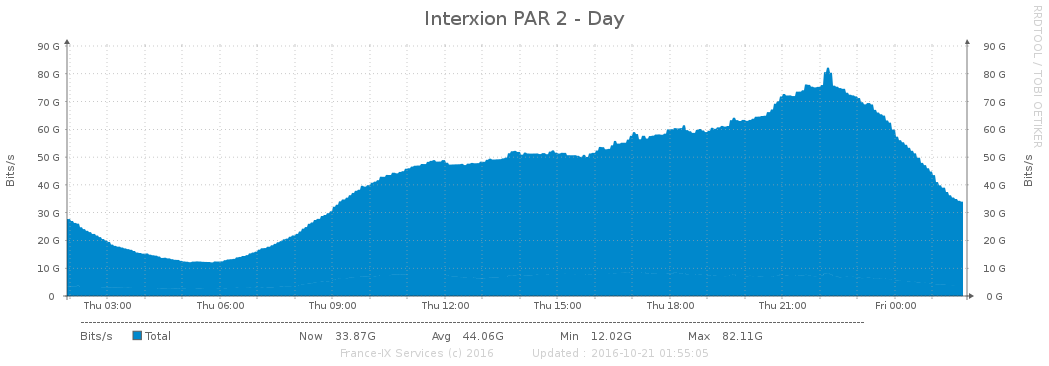 Interxion PAR 2 - Day
RRDTOOL / TOBI OETIKER
Bits/s
90 G
80 G
70 G
60 G
50 G
40 G
30 G
20 G
10 G
0
90 G
80 G
70 G
60 G
50 G
40 G
30 G
20 G
10 G
0 G
Bits/s
Thu 03:00 Thu 06:00 Thu 09:00 Thu 12:00 Thu 15:00 Thu 18:00 Thu 21:00 Fri 00:00
Bits/s Total Now 33.87G Avg 44.06G Min 12.02G Max 82.11G
France-IX Services (c) 2016 Updated : 2016-10-21 01:55:05